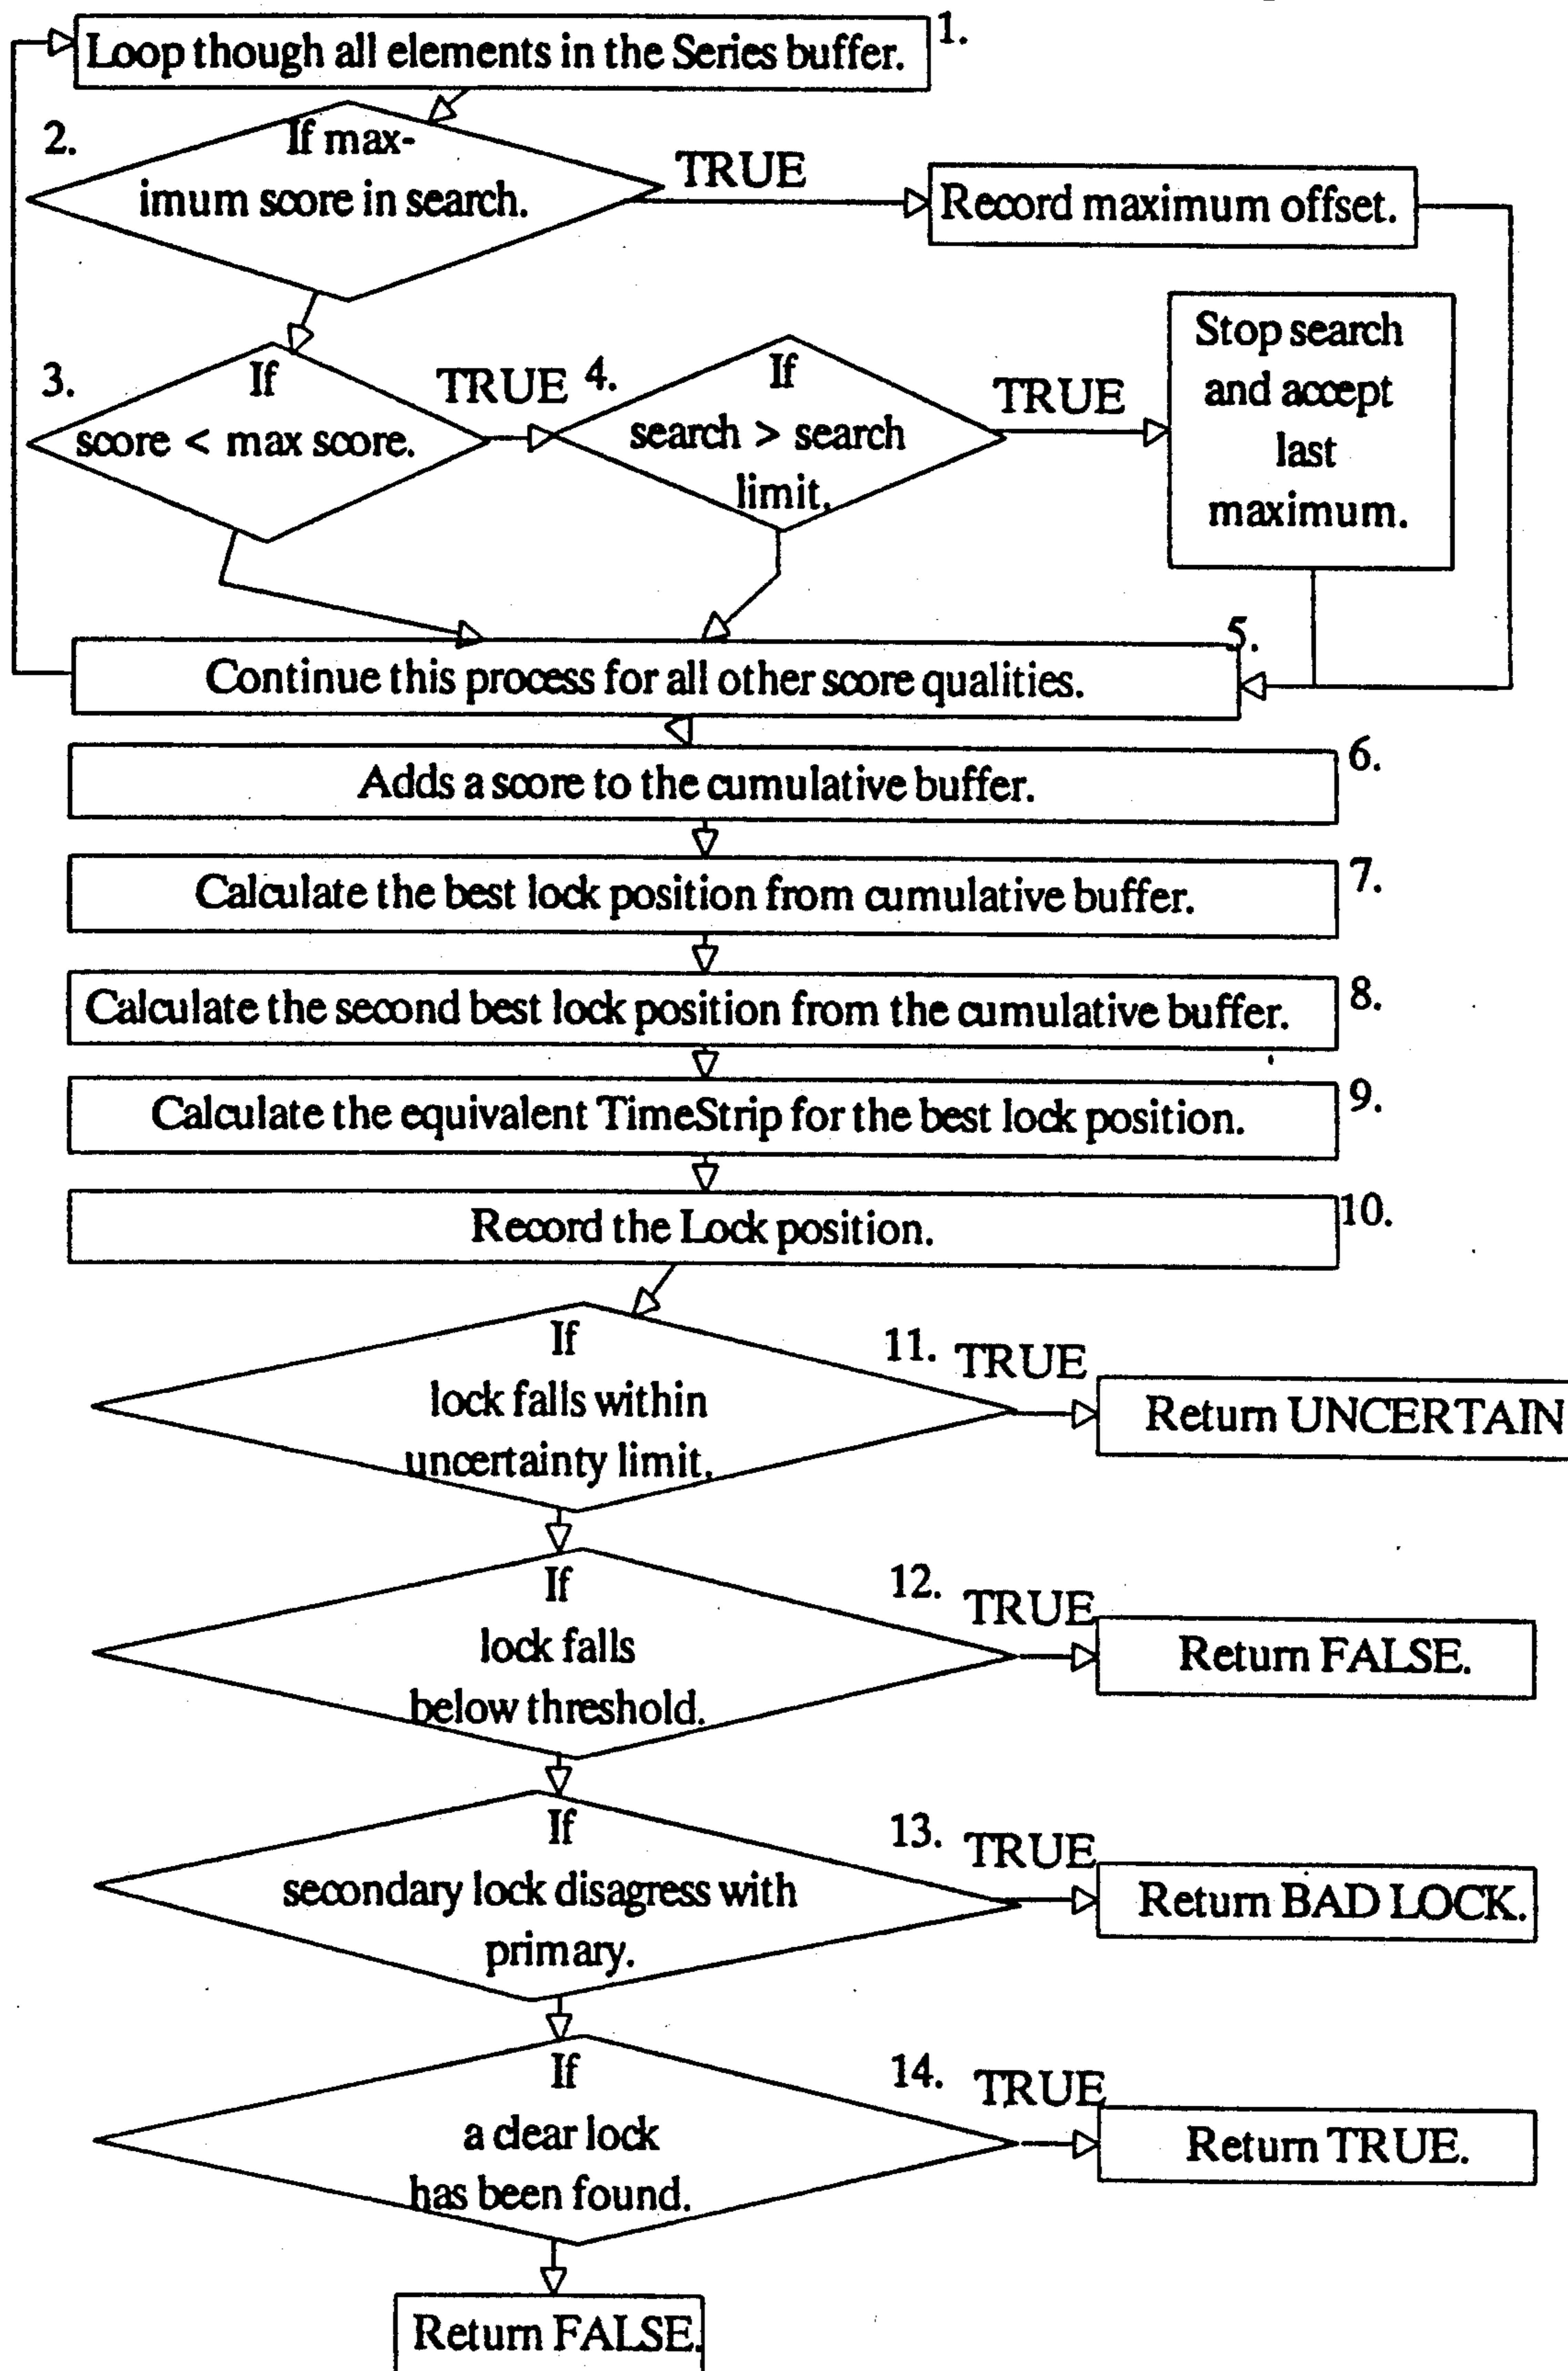 1.
Loop though all elements in the Series buffer.
2.
If max-
imum score in search.
TRUE
Record maximum offset.
3.
If
score < max score.
TRUE
4.
If
search > search
limit.
TRUE
Stop search
and accept
last
maximum.
5.
Continue this process for all other score qualities.
6.
Adds a score to the cumulative buffer.
7.
Calculate the best lock position from cumulative buffer.
8.
Calculate the second best lock position from the cumulative buffer.
9.
Calculate the equivalent TimeStrip for the best lock position.
10.
Record the Lock position.
11.
If
lock falls within
uncertainty limit.
TRUE
Return UNCERTAIN
12.
If
lock falls
below threshold.
TRUE
Return FALSE.
13.
If
secondary lock disagress with
primary.
TRUE
Return BAD LOCK.
14.
If
a clear lock
has been found.
TRUE
Return TRUE.
Return FALSE.